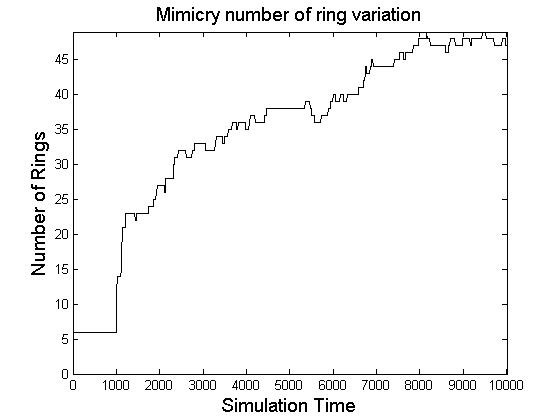 Mimicry number of ring variation
45
40
35
30
25
20
15
10
5
0
Number of Rings
0 1000 2000 3000 4000 5000 6000 7000 8000 9000 10000
Simulation Time